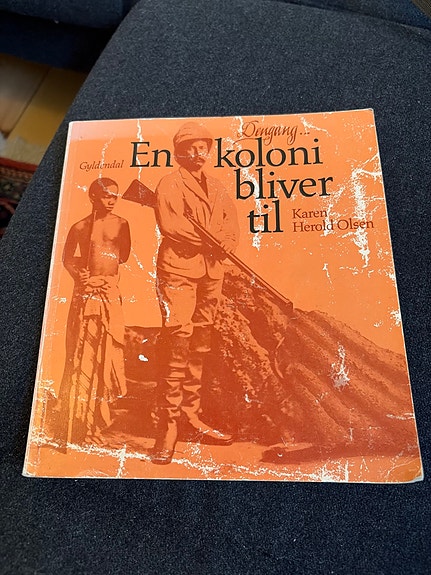 Dengang...
Gyldendal
En koloni
bliver
til
Karen
Herold Olsen